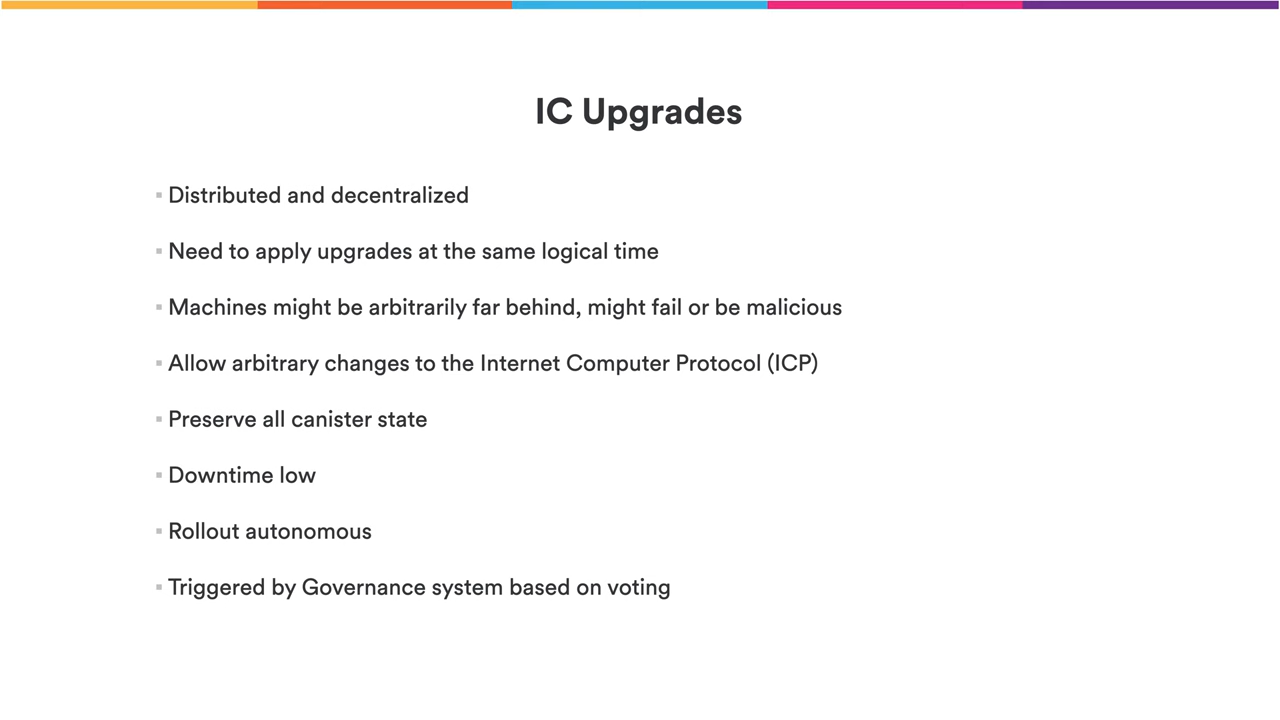 IC Upgrades
▪ Distributed and decentralized
▪ Need to apply upgrades at the same logical time
▪ Machines might be arbitrarily far behind, might fail or be malicious
▪ Allow arbitrary changes to the Internet Computer Protocol (ICP)
▪ Preserve all canister state
▪ Downtime low
▪ Rollout autonomous
▪ Triggered by Governance system based on voting